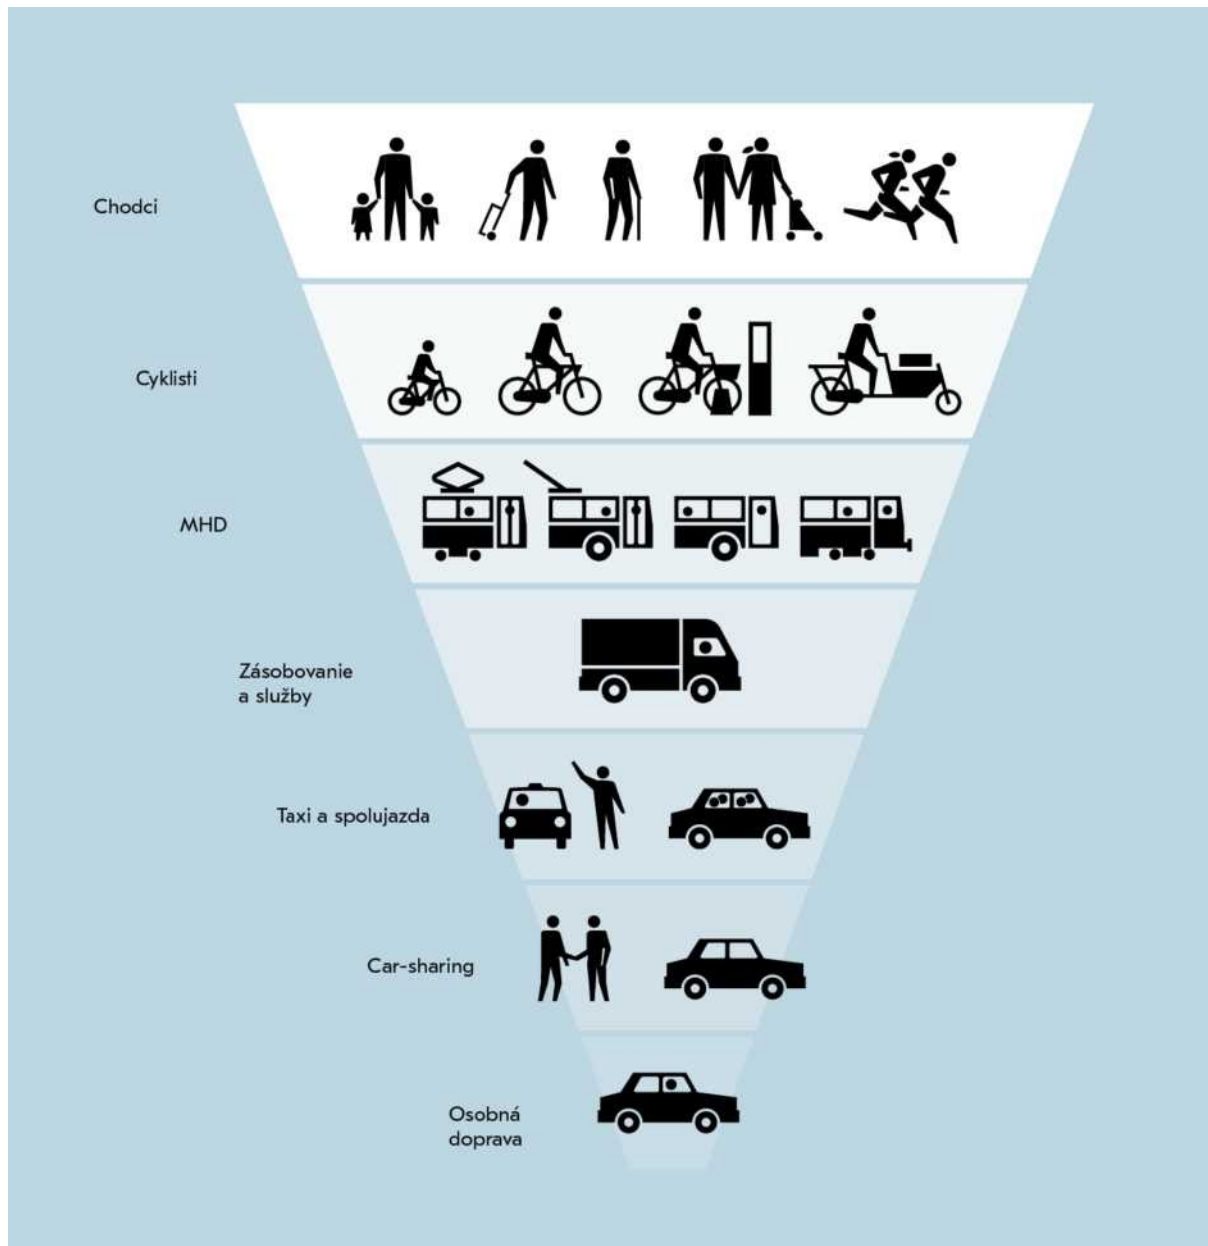 Chodci
Cyklisti
MHD
Zásobovanie
a služby
Taxi a spolujazda
Car-sharing
Osobná
doprava